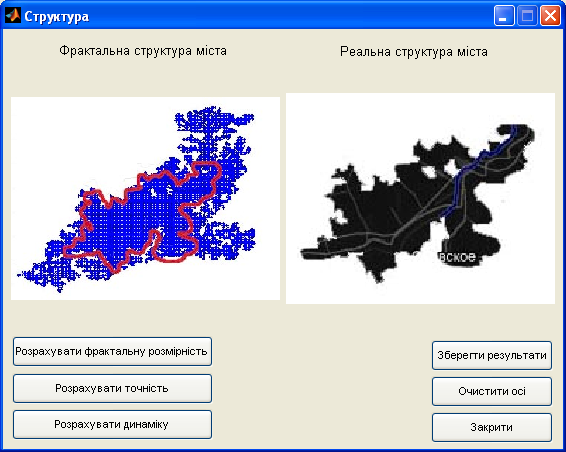 Структура
Фрактальна структура міста
Реальна структура міста
вское
Розрахувати фрактальну розмірність
Розрахувати точність
Розрахувати динаміку
Зберегти результати
Очистити осі
Закрити